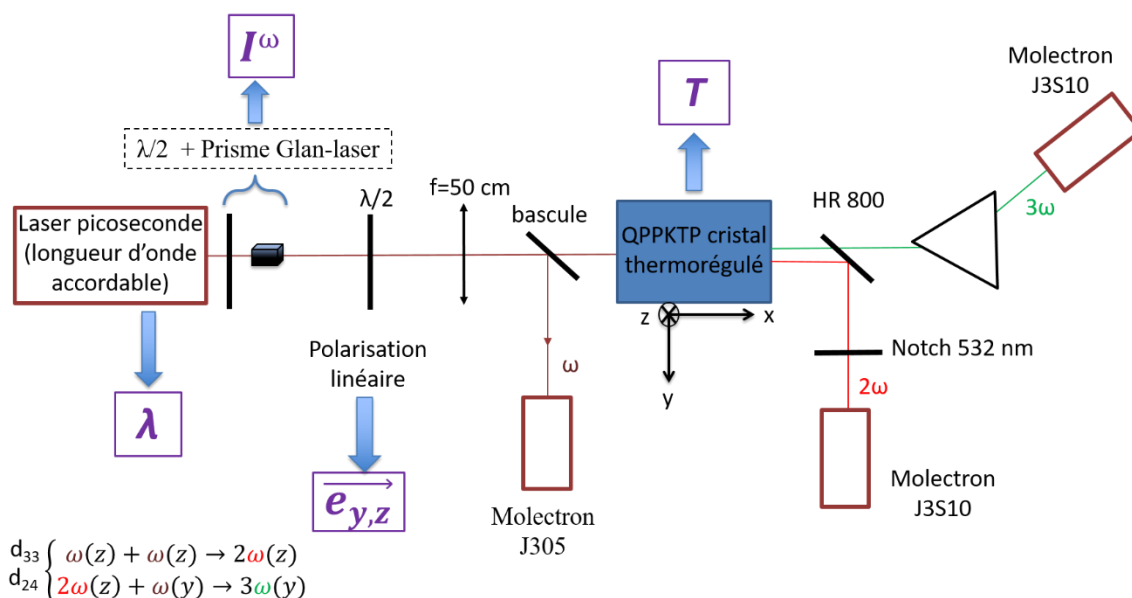 I^ω
T
Molectron
J3S10
λ/2 + Prisme Glan-laser
Laser picoseconde
(longueur d'onde
accordable)
λ/2
f=50 cm
bascule
QPPKTP cristal
thermorégulé
HR 800
3ω
z
x
y
Polarisation
linéaire
ω
Notch 532 nm
2ω
λ
e_{y,z}
Molectron
J305
Molectron
J3S10
d₃₃ { ω(z) + ω(z) → 2ω(z)
d₂₄ { 2ω(z) + ω(y) → 3ω(y)